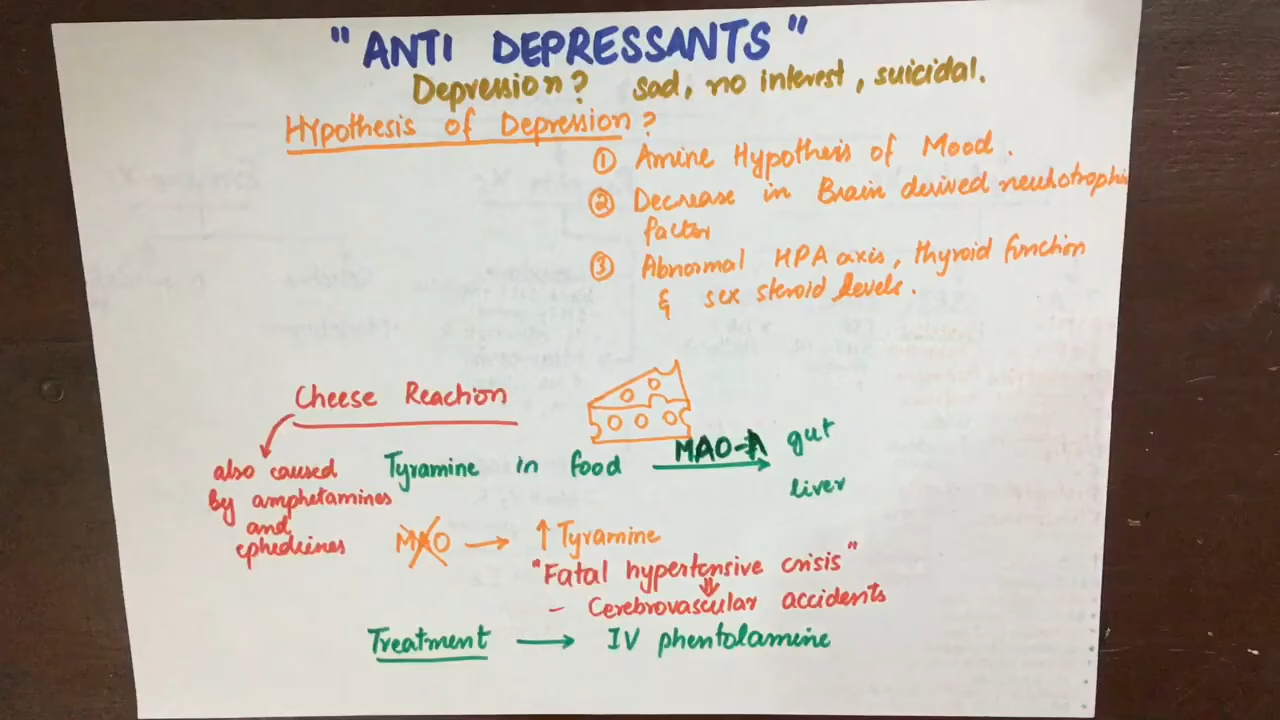 "ANTI DEPRESSANTS"
Depression? sad, no interest, suicidal.
Hypothesis of Depression?
① Amine Hypothesis of Mood.
② Decrease in Brain derived neurotrophic
factor
③ Abnormal HPA axis, thyroid function
& sex steroid levels.
Cheese Reaction
also caused
by amphetamines
and
ephedrines
Tyramine in food → MAO-A gut
liver
MAO → ↑ Tyramine
"Fatal hypertensive crisis"
- Cerebrovascular accidents
Treatment → IV phentolamine